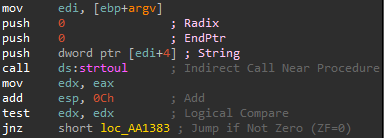 mov edi, [ebp+argv]
push 0 ; Radix
push 0 ; EndPtr
push dword ptr [edi+4] ; String
call ds:strtoul ; Indirect Call Near Procedure
mov edx, eax
add esp, 0Ch ; Add
test edx, edx ; Logical Compare
jnz short loc_AA1383 ; Jump if Not Zero (ZF=0)